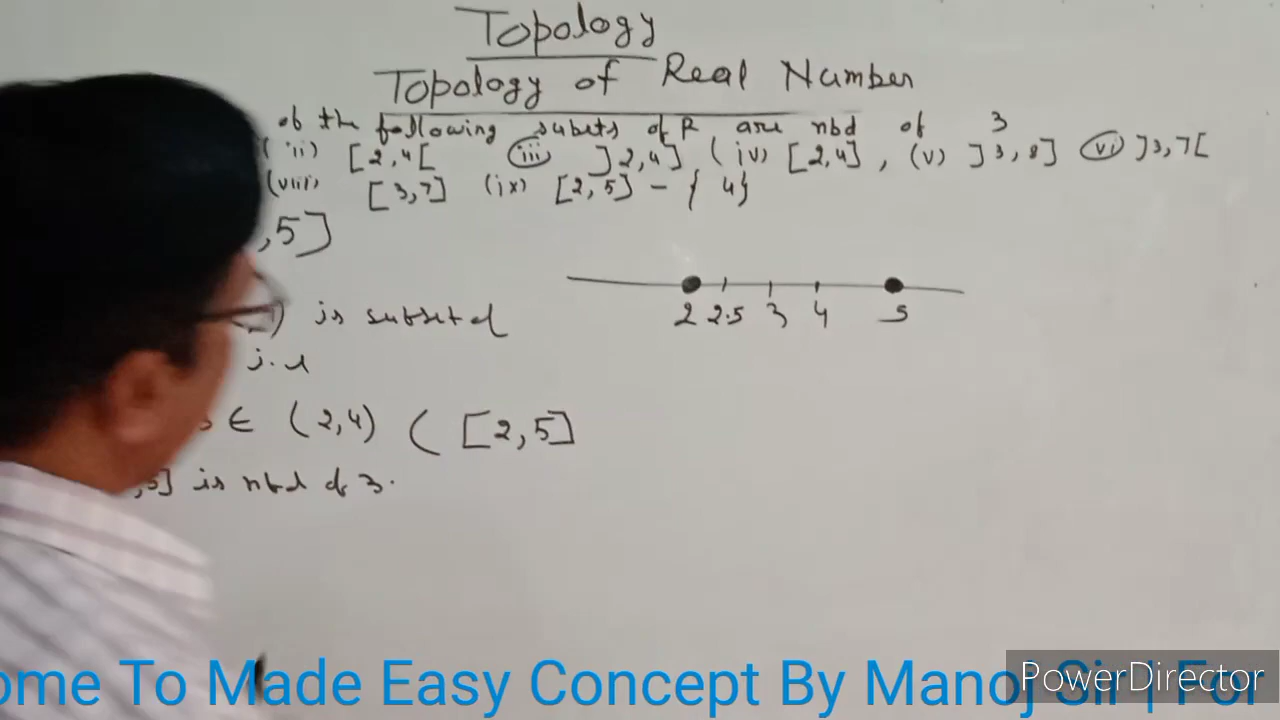 Topology
Topology of Real Number
of the following subsets of R are nbd of 3
(ii) [2,4[ (iii) ]2,4] (iv) [2,4], (v) ]3,8] (vi) ]3,7[
(viii) [3,7] (ix) [2,5] - { 4}
,5]
2 2.5 3 4 5
) is subset of
i.e
∈ (2,4) ( [2,5]
,5] is nbd of 3.
ome To Made Easy Concept By Manoj Sir | For
PowerDirector